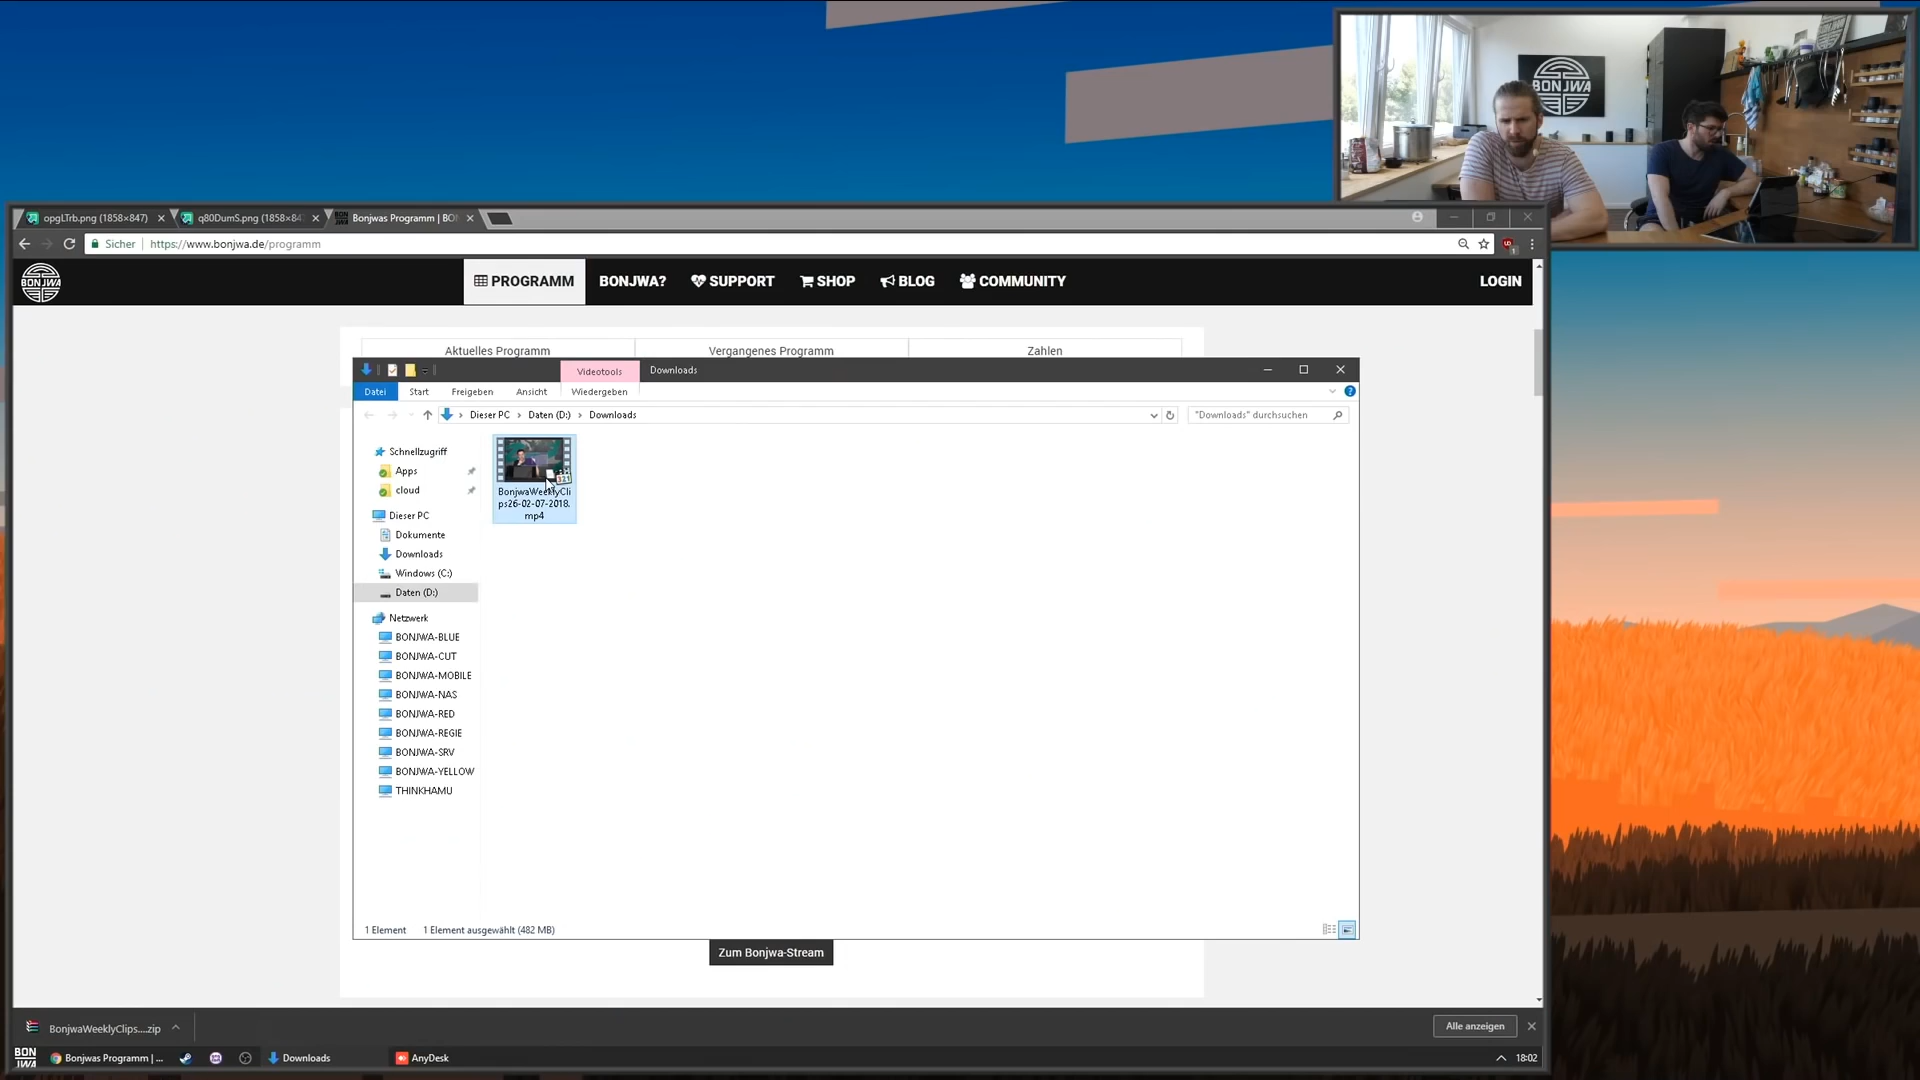 BONJWA
opgLTrb.png (1858×847)
q80DumS.png (1858×84
Bonjwas Programm | BO
Sicher
https://www.bonjwa.de/programm
BONJWA
PROGRAMM
BONJWA?
SUPPORT
SHOP
BLOG
COMMUNITY
LOGIN
Aktuelles Programm
Vergangenes Programm
Zahlen
Videotools
Downloads
Datei
Start
Freigeben
Ansicht
Wiedergeben
Dieser PC
Daten (D:)
Downloads
"Downloads" durchsuchen
Schnellzugriff
Apps
cloud
Dieser PC
Dokumente
Downloads
Windows (C:)
Daten (D:)
Netzwerk
BONJWA-BLUE
BONJWA-CUT
BONJWA-MOBILE
BONJWA-NAS
BONJWA-RED
BONJWA-REGIE
BONJWA-SRV
BONJWA-YELLOW
THINKHAMU
321
BonjwaWeeklyCli
ps26-02-07-2018.
mp4
1 Element
1 Element ausgewählt (482 MB)
Zum Bonjwa-Stream
BonjwaWeeklyClips....zip
Alle anzeigen
BON
JWA
Bonjwas Programm | ...
Downloads
AnyDesk
18:02